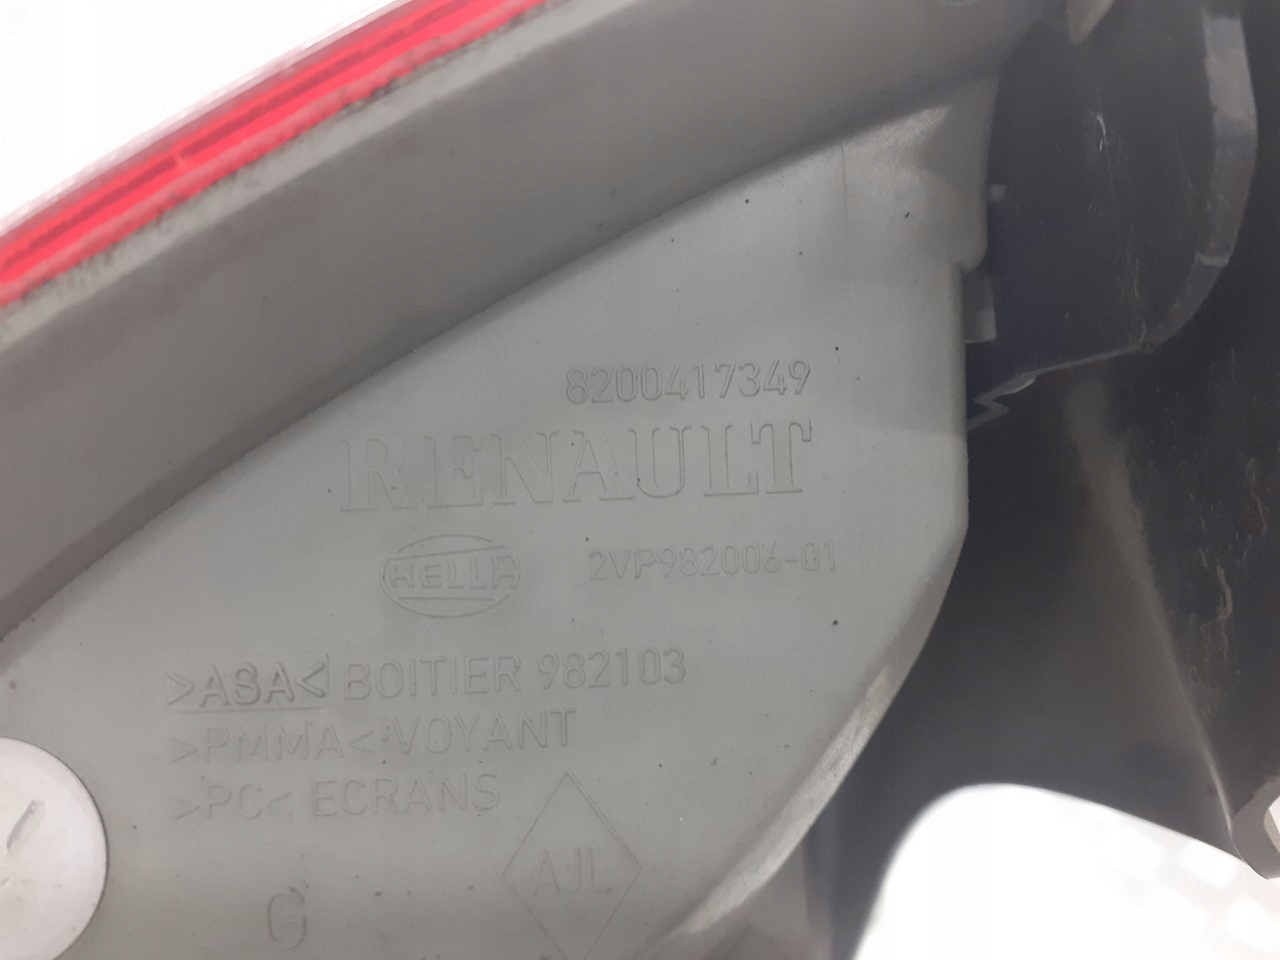 8200417349
RENAULT
HELLA 2VP982006-01
>ASA< BOITIER 982103
>PMMA< VOYANT
>PC< ECRANS
AJL
G